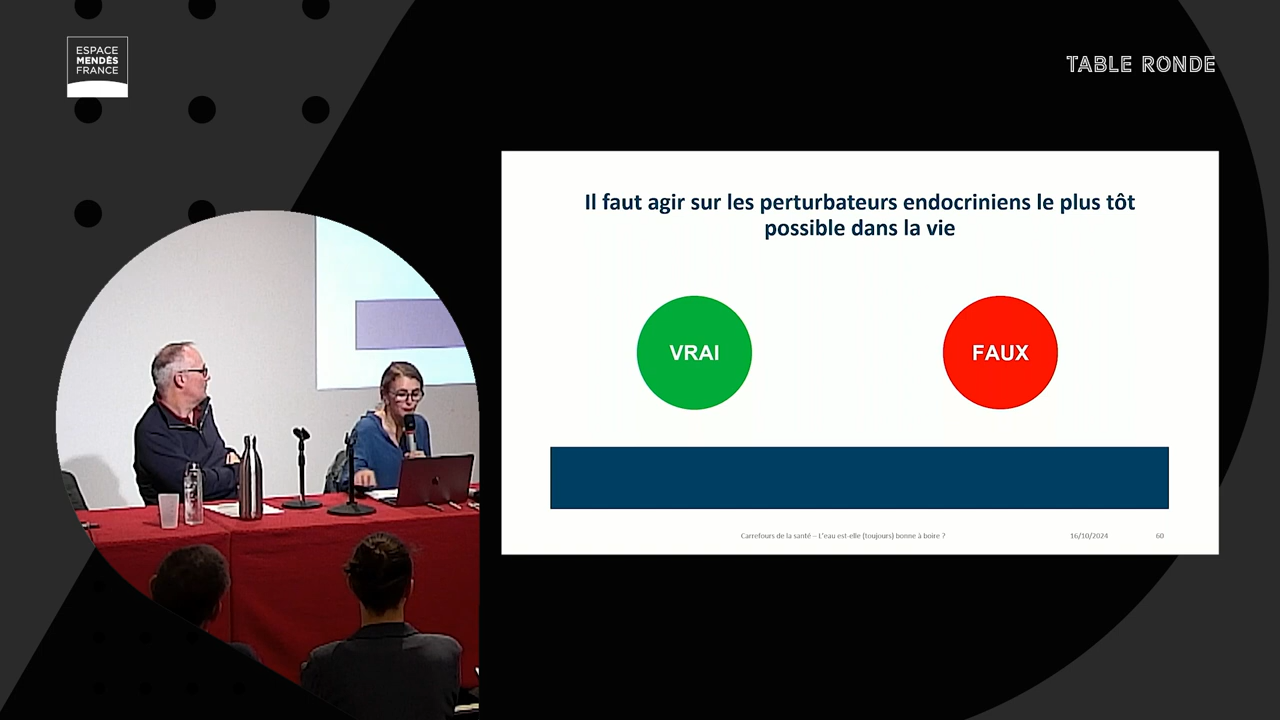 ESPACE
MENDÈS
FRANCE
TABLE RONDE
Il faut agir sur les perturbateurs endocriniens le plus tôt
possible dans la vie
VRAI
FAUX
Carrefours de la santé – L'eau est-elle (toujours) bonne à boire ?
16/10/2024
60